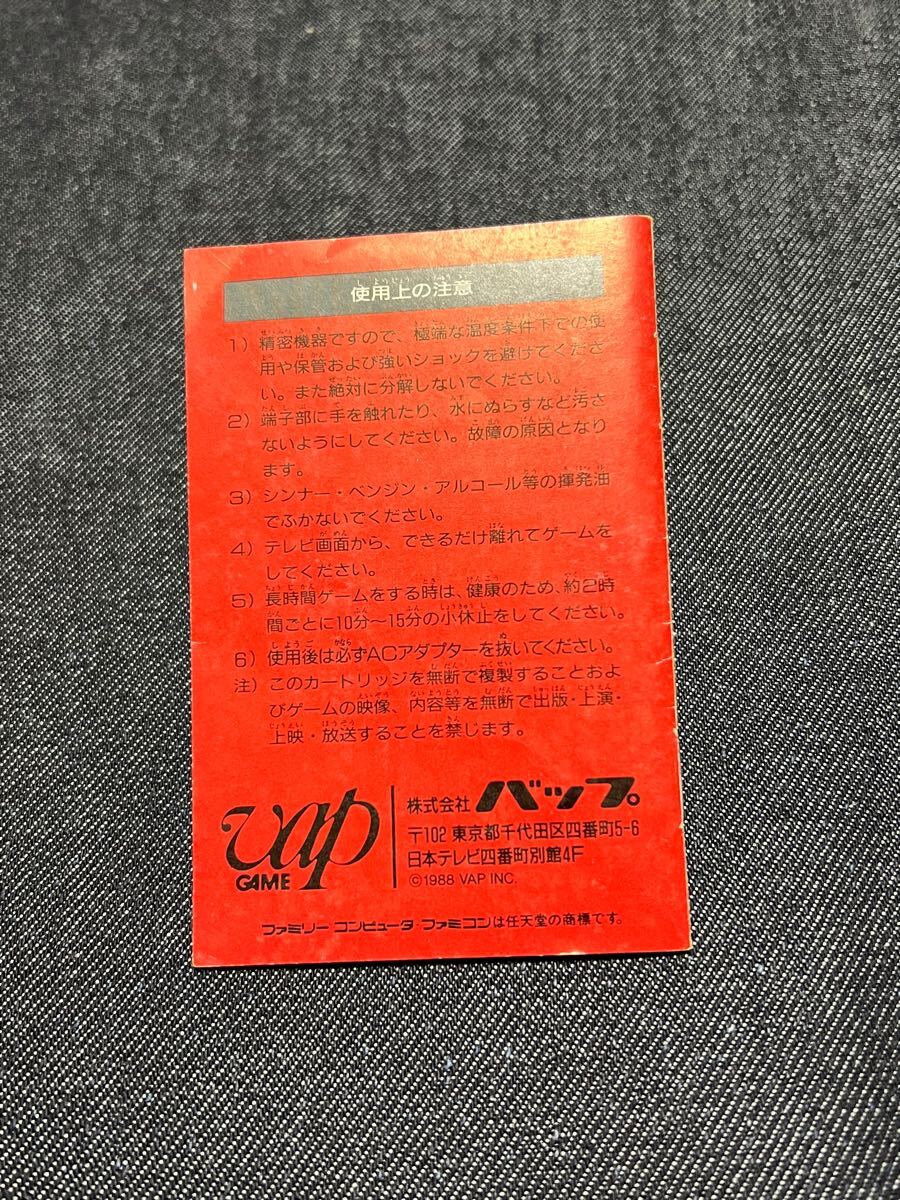 使用上の注意
1) 精密機器ですので、極端な温度条件下での使
用や保管および強いショックを避けてくださ
い。また絶対に分解しないでください。
2) 端子部に手を触れたり、水にぬらすなど汚さ
ないようにしてください。故障の原因となり
ます。
3) シンナー・ベンジン・アルコール等の揮発油
でふかないでください。
4) テレビ画面から、できるだけ離れてゲームを
してください。
5) 長時間ゲームをする時は、健康のため、約2時
間ごとに10分〜15分の小休止をしてください。
6) 使用後は必ずACアダプターを抜いてください。
注) このカートリッジを無断で複製することおよ
びゲームの映像、内容等を無断で出版・上演・
上映・放送することを禁じます。
vap
GAME
株式会社 バップ。
〒102 東京都千代田区四番町5-6
日本テレビ四番町別館4F
©1988 VAP INC.
ファミリーコンピュータ・ファミコンは任天堂の商標です。